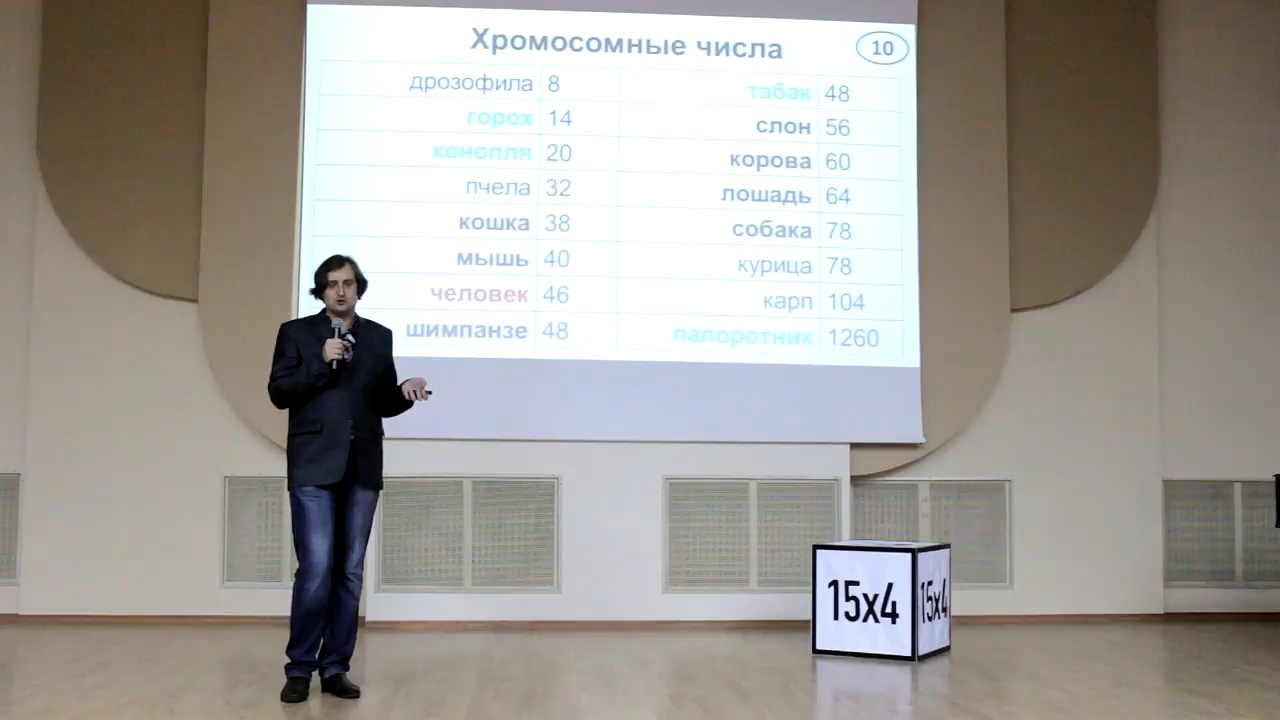 Хромосомные числа
10
дрозофила 8 табак 48
горох 14 слон 56
конопля 20 корова 60
пчела 32 лошадь 64
кошка 38 собака 78
мышь 40 курица 78
человек 46 карп 104
шимпанзе 48 папоротник 1260
15x4 15x4